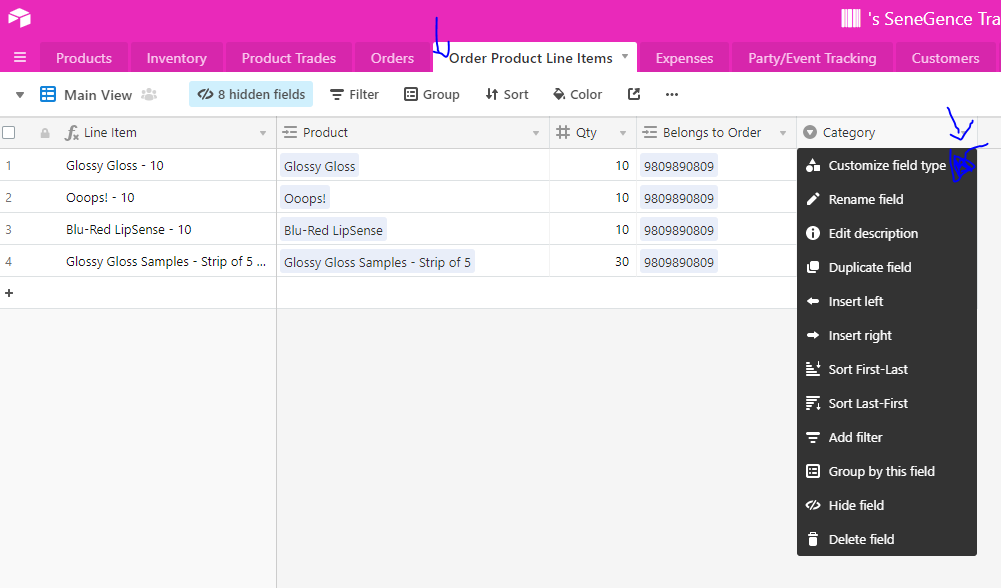 's SeneGence Tra
Products Inventory Product Trades Orders Order Product Line Items Expenses Party/Event Tracking Customers
Main View 8 hidden fields Filter Group Sort Color ...
Line Item Product Qty Belongs to Order Category
1 Glossy Gloss - 10 Glossy Gloss 10 9809890809
2 Ooops! - 10 Ooops! 10 9809890809
3 Blu-Red LipSense - 10 Blu-Red LipSense 10 9809890809
4 Glossy Gloss Samples - Strip of 5 ... Glossy Gloss Samples - Strip of 5 30 9809890809
+
Customize field type
Rename field
Edit description
Duplicate field
Insert left
Insert right
Sort First-Last
Sort Last-First
Add filter
Group by this field
Hide field
Delete field